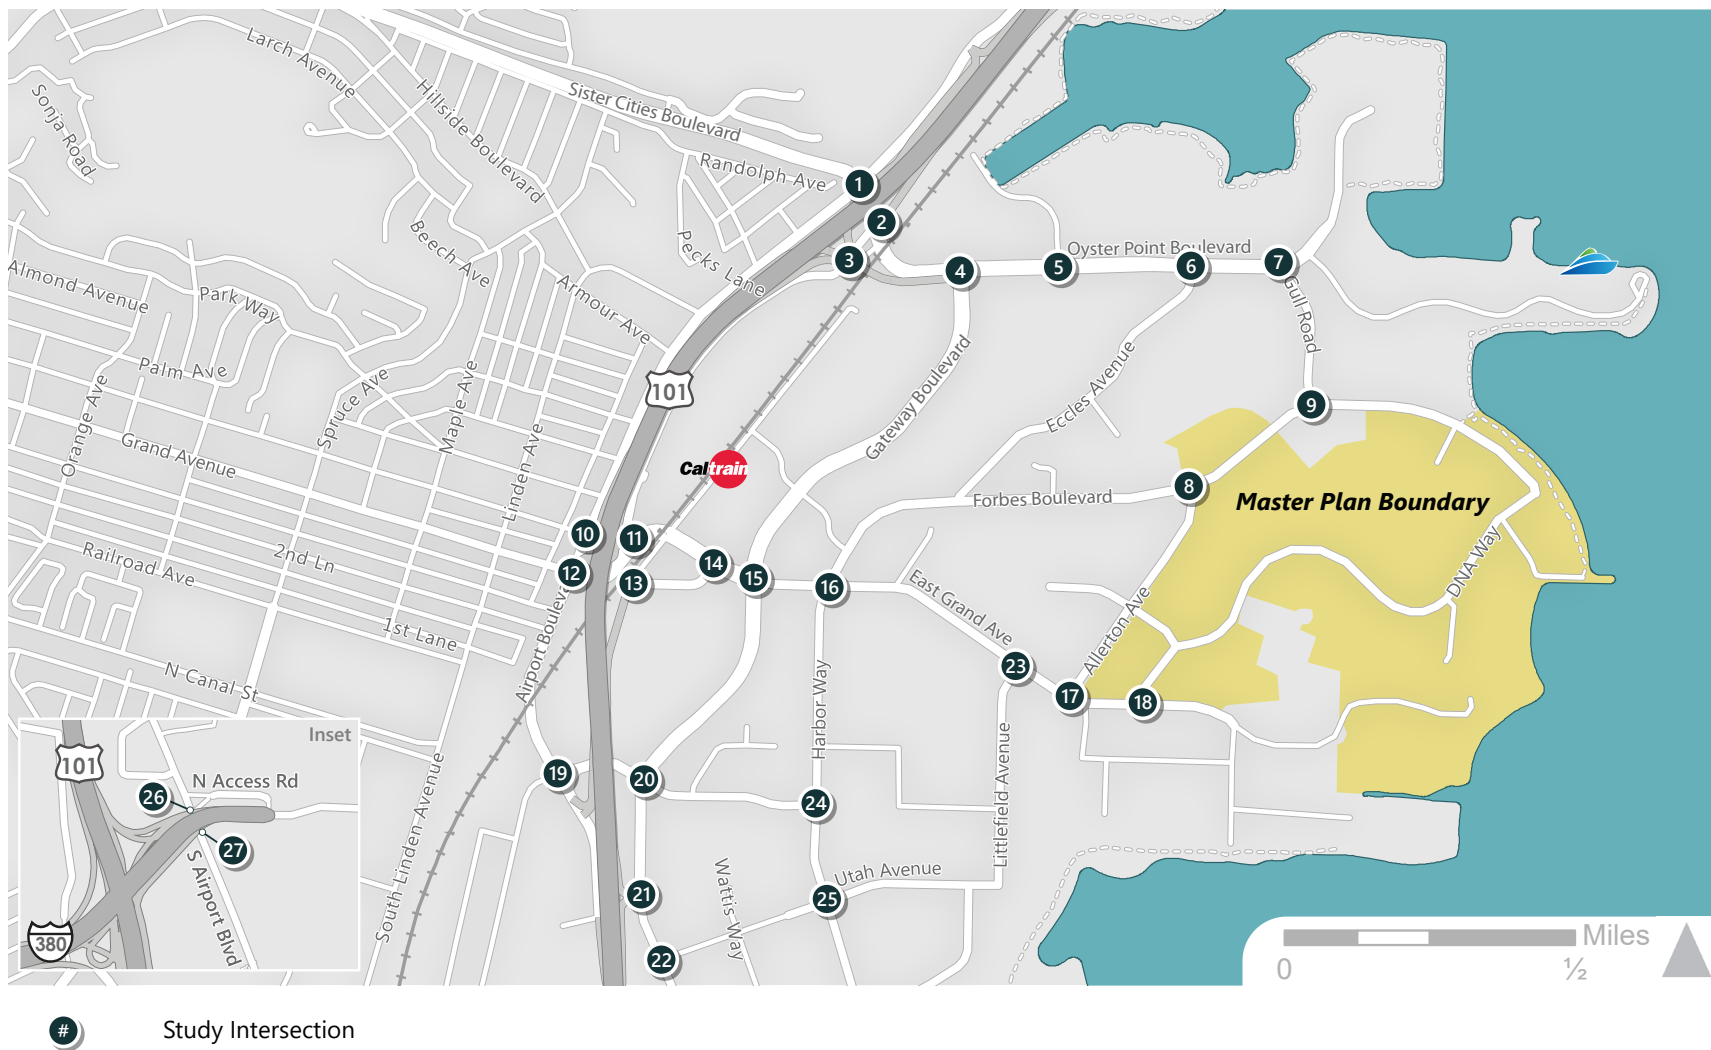 Larch Avenue
Sonja Road
Hillside Boulevard
Sister Cities Boulevard
Randolph Ave
1
2
3
Pecks Lane
Beech Ave
Armour Ave
Oyster Point Boulevard
4
5
6
7
Gull Road
Almond Avenue
Park Way
Palm Ave
Orange Ave
Spruce Ave
Maple Ave
Linden Ave
Grand Avenue
101
Caltrain
Gateway Boulevard
Eccles Avenue
9
8
Forbes Boulevard
Master Plan Boundary
DNA Way
10
11
12
13
14
15
16
Railroad Ave
2nd Ln
1st Lane
N Canal St
Airport Boulevard
East Grand Ave
Allerton Ave
23
17
18
Harbor Way
Littlefield Avenue
19
20
24
21
25
22
Utah Avenue
Wattis Way
South Linden Avenue
Inset
101
N Access Rd
26
27
S Airport Blvd
380
Miles
0
½
# Study Intersection